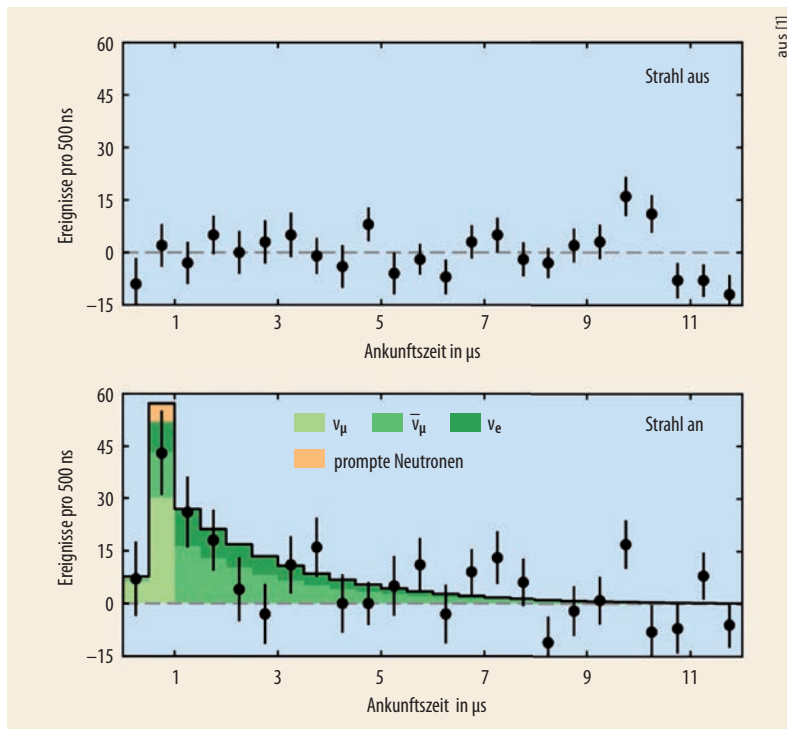 aus [1]
60
45
30
15
0
–15
Ereignisse pro 500 ns
Strahl aus
1 3 5 7 9 11
Ankunftszeit in µs
60
45
30
15
0
–15
Ereignisse pro 500 ns
νμ ν̅μ νe
prompte Neutronen
Strahl an
1 3 5 7 9 11
Ankunftszeit in µs